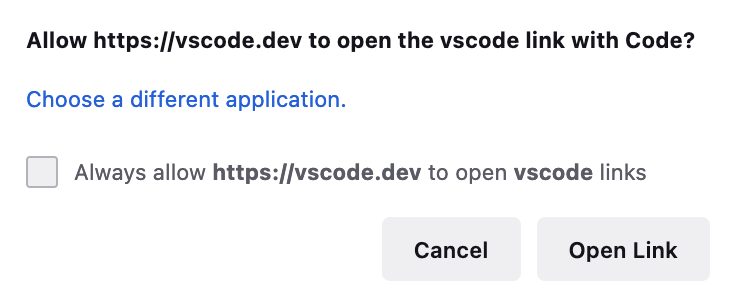 Allow https://vscode.dev to open the vscode link with Code?
Choose a different application.
Always allow https://vscode.dev to open vscode links
Cancel
Open Link